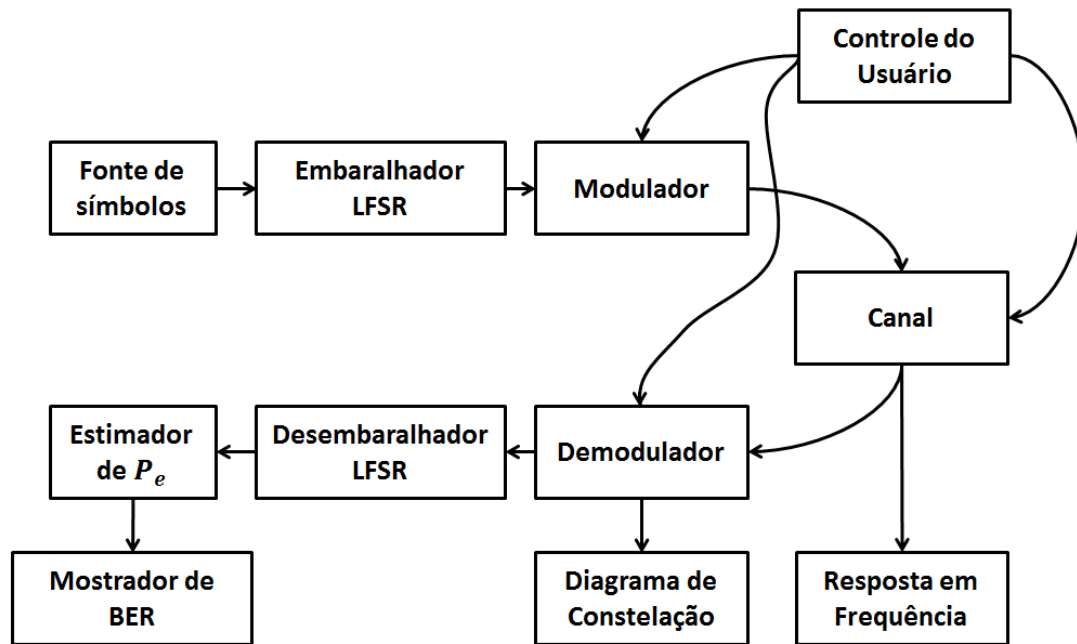 Controle do
Usuário
Fonte de
símbolos
Embaralhador
LFSR
Modulador
Canal
Estimador
de P_e
Desembaralhador
LFSR
Demodulador
Mostrador de
BER
Diagrama de
Constelação
Resposta em
Frequência